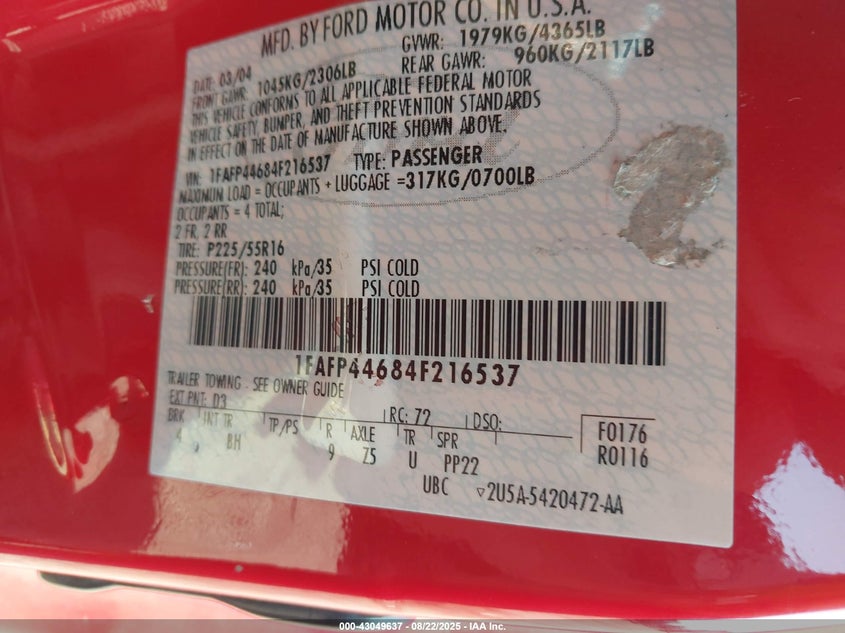 MFD. BY FORD MOTOR CO. IN U.S.A.
DATE: 03/04 GVWR: 1979KG/4365LB
FRONT GAWR: 1045KG/2306LB REAR GAWR: 960KG/2117LB
THIS VEHICLE CONFORMS TO ALL APPLICABLE FEDERAL MOTOR
VEHICLE SAFETY, BUMPER, AND THEFT PREVENTION STANDARDS
IN EFFECT ON THE DATE OF MANUFACTURE SHOWN ABOVE.
VIN: 1FAFP44684F216537 TYPE: PASSENGER
MAXIMUM LOAD = OCCUPANTS + LUGGAGE =317KG/0700LB
OCCUPANTS = 4 TOTAL;
2 FR, 2 RR
TIRE: P225/55R16
PRESSURE(FR): 240 kPa/35 PSI COLD
PRESSURE(RR): 240 kPa/35 PSI COLD
1FAFP44684F216537
TRAILER TOWING - SEE OWNER GUIDE
EXT PNT: D3 RC: 72 DSO:
BRK INT TR TP/PS R AXLE TR SPR F0176
4 9 BH 9 Z5 U PP22 R0116
UBC ▽2U5A-5420472-AA
000-43049637 - 08/22/2025 - IAA Inc.